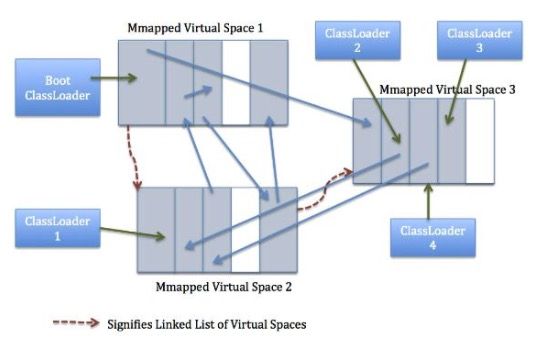 Mmapped Virtual Space 1
ClassLoader
2
ClassLoader
3
Boot
ClassLoader
Mmapped Virtual Space 3
ClassLoader
1
ClassLoader
4
Mmapped Virtual Space 2
Signifies Linked List of Virtual Spaces